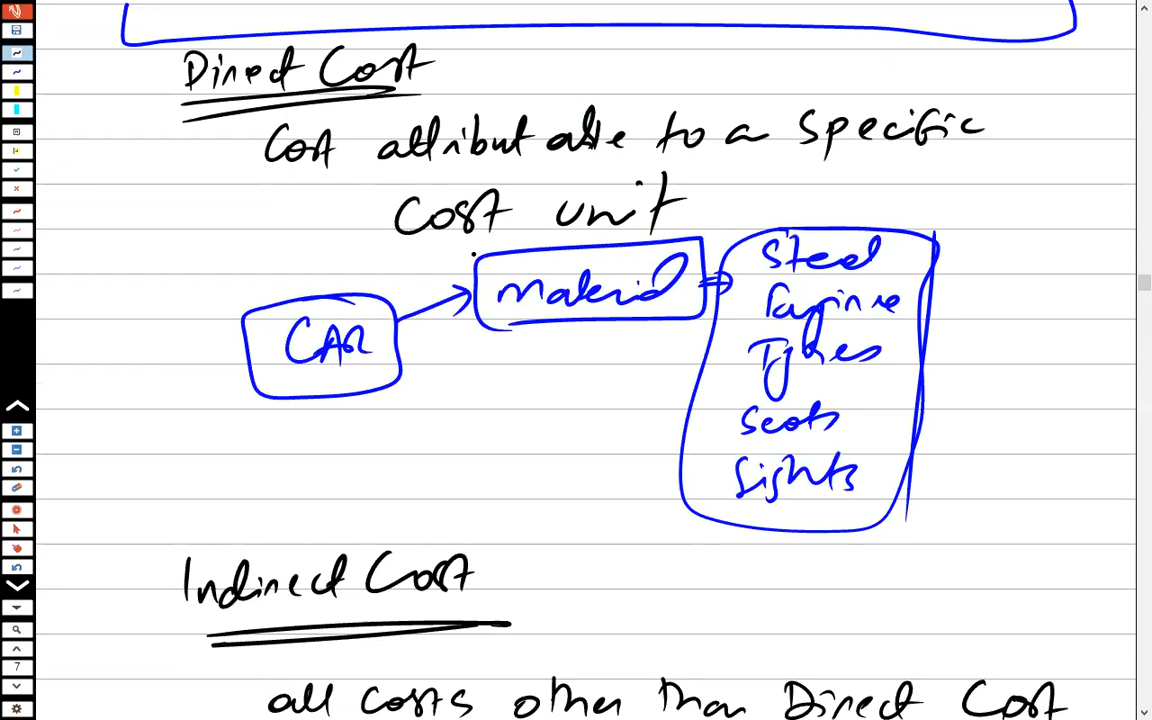 Direct Cost
Cost attributable to a specific
Cost unit
CAR
material
Steel
Engine
Tyres
Seats
Lights
Indirect Cost
all costs other than Direct Cost
7